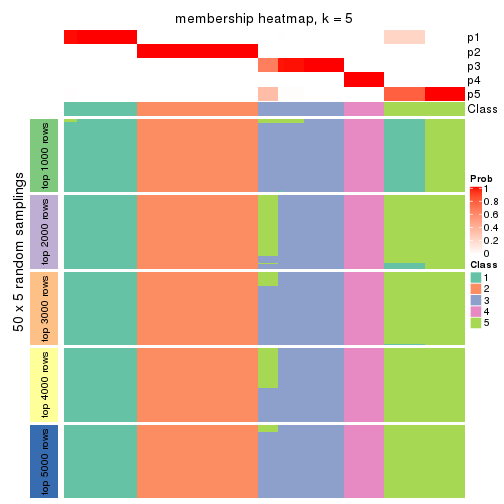 membership heatmap, k = 5
p1
p2
p3
p4
p5
Class
50 x 5 random samplings
top 1000 rows
top 2000 rows
top 3000 rows
top 4000 rows
top 5000 rows
Prob
1
0.8
0.6
0.4
0.2
0
Class
1
2
3
4
5